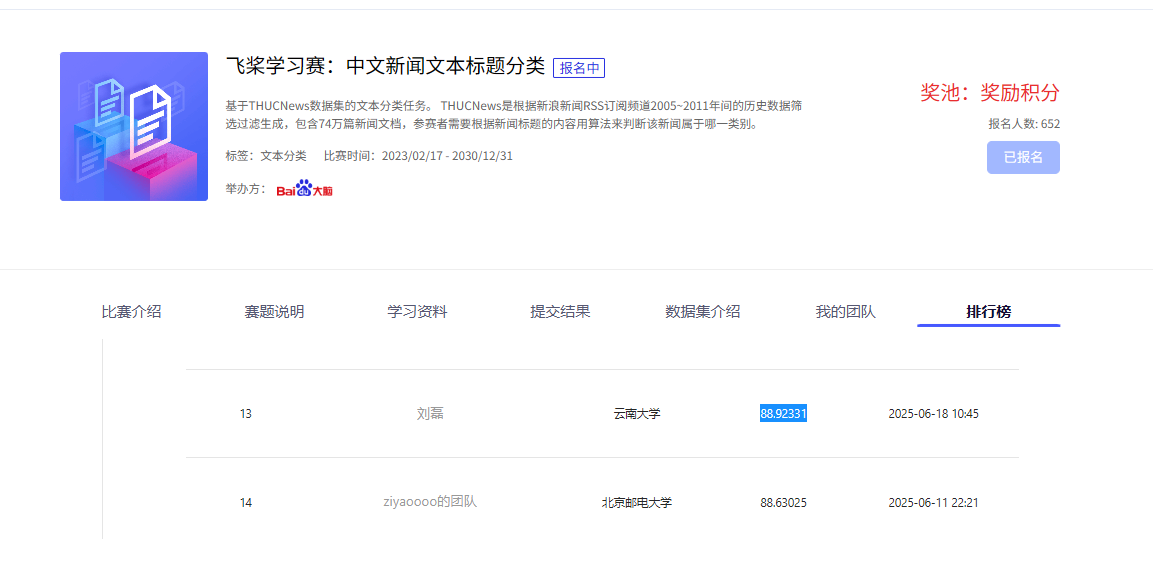 飞桨学习赛：中文新闻文本标题分类 报名中
奖池：奖励积分
基于THUCNews数据集的文本分类任务。 THUCNews是根据新浪新闻RSS订阅频道2005~2011年间的历史数据筛
选过滤生成，包含74万篇新闻文档，参赛者需要根据新闻标题的内容用算法来判断该新闻属于哪一类别。
报名人数: 652
标签：文本分类 比赛时间：2023/02/17 - 2030/12/31
已报名
举办方： Baidu大脑
比赛介绍 赛题说明 学习资料 提交结果 数据集介绍 我的团队 排行榜
13 刘磊 云南大学 88.92331 2025-06-18 10:45
14 ziyaoooo的团队 北京邮电大学 88.63025 2025-06-11 22:21